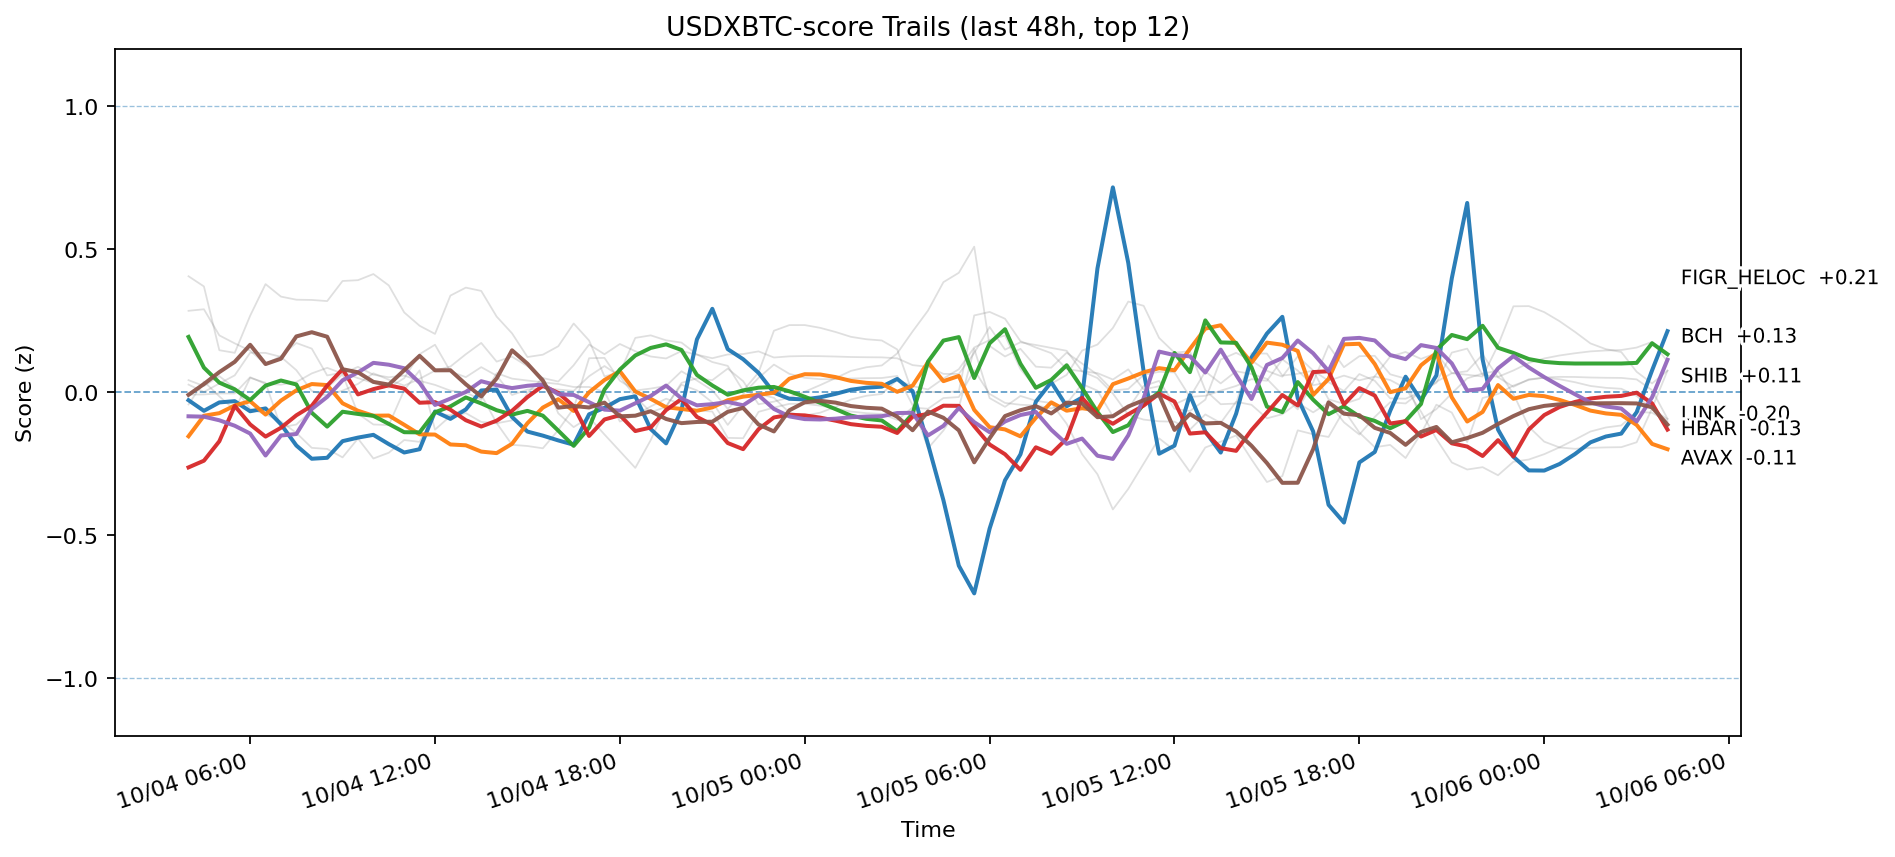 USDXBTC-score Trails (last 48h, top 12)
Score (z)
1.0
0.5
0.0
−0.5
−1.0
FIGR_HELOC +0.21
BCH +0.13
SHIB +0.11
LINK -0.20
HBAR -0.13
AVAX -0.11
10/04 06:00
10/04 12:00
10/04 18:00
10/05 00:00
10/05 06:00
10/05 12:00
10/05 18:00
10/06 00:00
10/06 06:00
Time